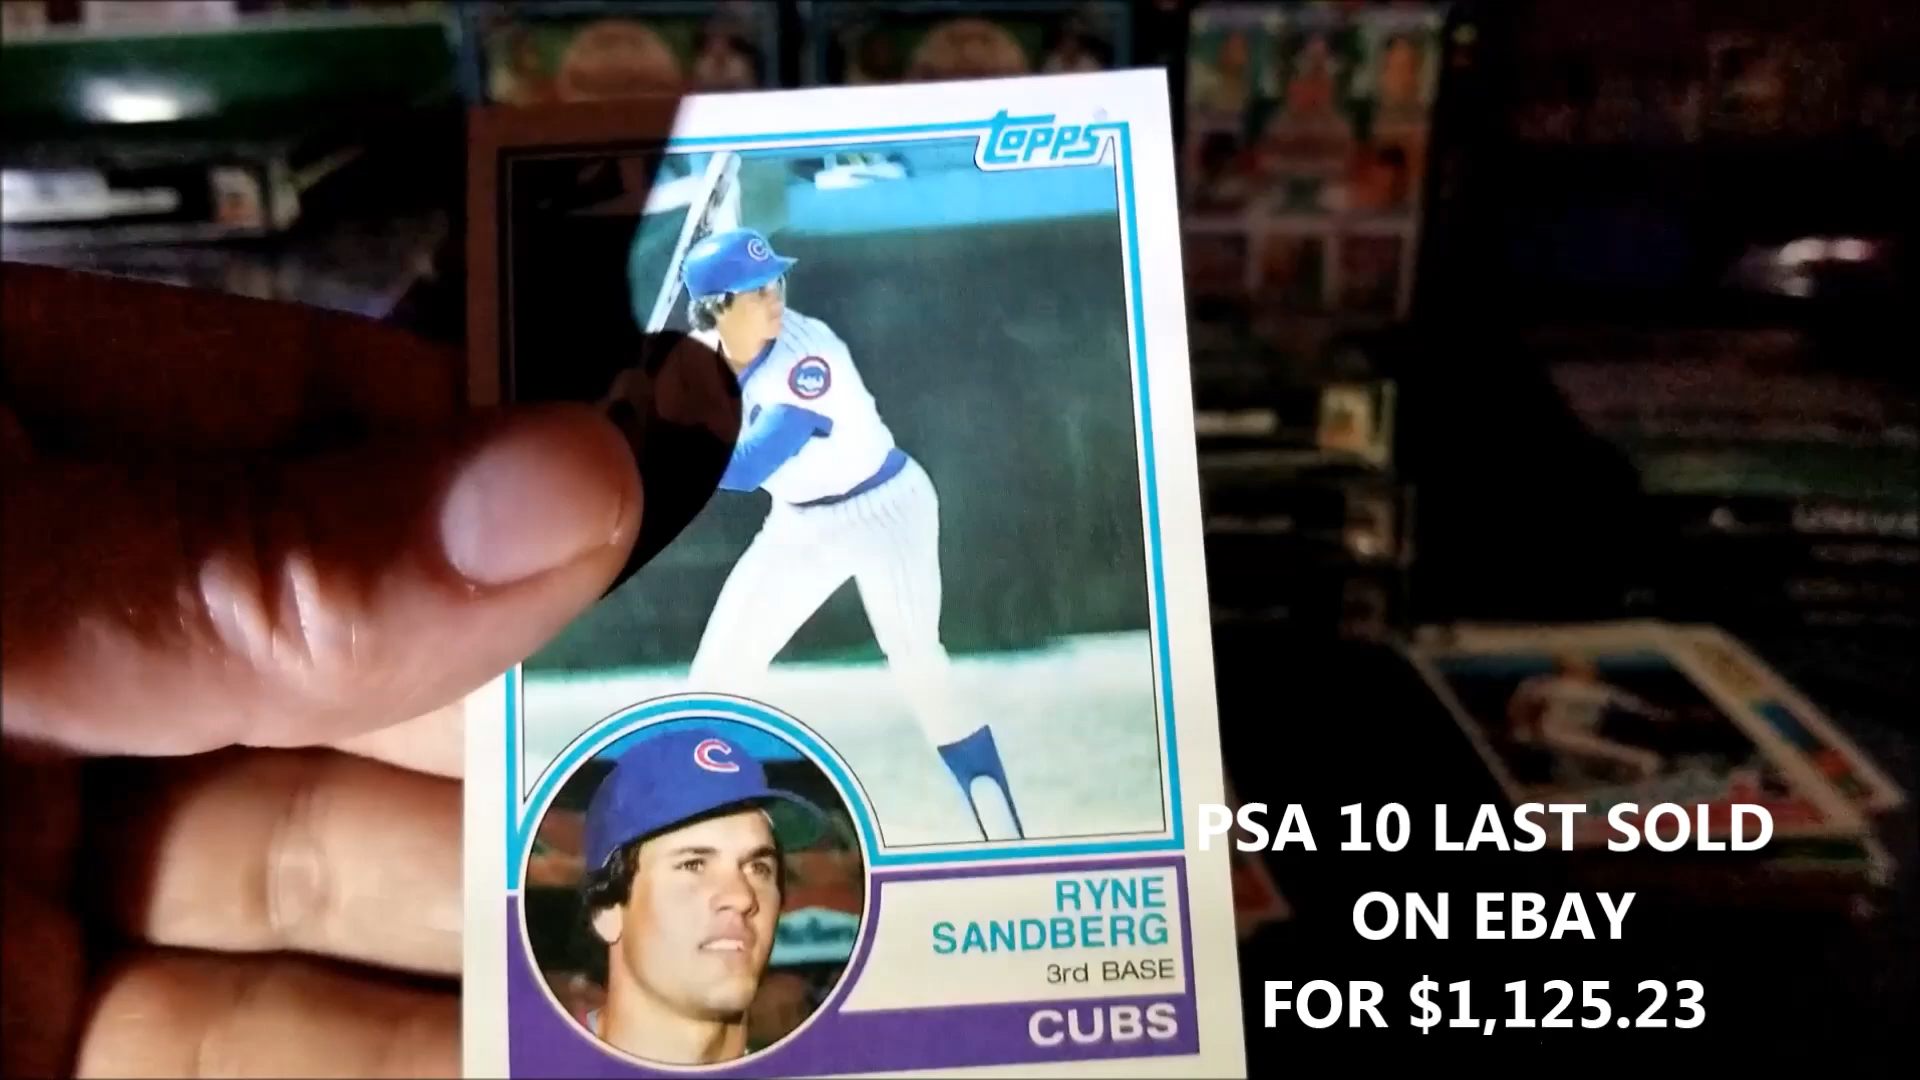 topps
RYNE
SANDBERG
3rd BASE
CUBS
PSA 10 LAST SOLD
ON EBAY
FOR $1,125.23